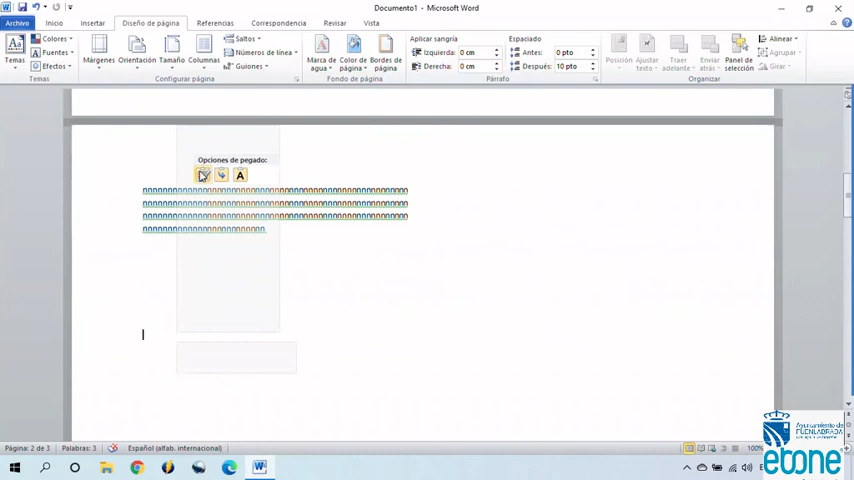 Documento1 - Microsoft Word
Archivo Inicio Insertar Diseño de página Referencias Correspondencia Revisar Vista
Aa Temas
Colores
Fuentes
Efectos
Temas
Márgenes Orientación Tamaño Columnas
Saltos
Números de línea
Guiones
Configurar página
Marca de agua Color de página Bordes de página
Fondo de página
Aplicar sangría
Izquierda: 0 cm
Derecha: 0 cm
Espaciado
Antes: 0 pto
Después: 10 pto
Párrafo
Posición Ajustar texto Traer adelante Enviar atrás Panel de selección
Alinear
Agrupar
Girar
Organizar
Opciones de pegado:
A
Página: 2 de 3 Palabras: 3 Español (alfab. internacional) 100%
Ayuntamiento de
FUENLABRADA
etone